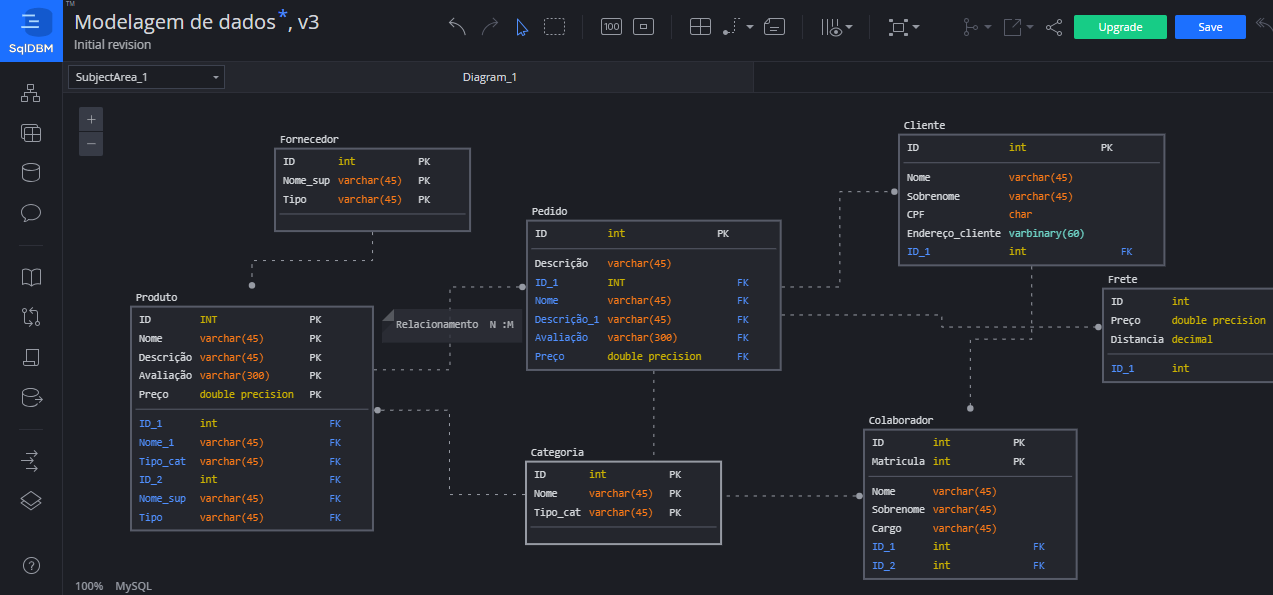 TM
Modelagem de dados*, v3
Initial revision
SqlDBM
100
Upgrade
Save
SubjectArea_1
Diagram_1
+
−
Fornecedor
ID int PK
Nome_sup varchar(45) PK
Tipo varchar(45) PK
Cliente
ID int PK
Nome varchar(45)
Sobrenome varchar(45)
CPF char
Endereço_cliente varbinary(60)
ID_1 int FK
Pedido
ID int PK
Descrição varchar(45)
ID_1 INT FK
Nome varchar(45) FK
Descrição_1 varchar(45) FK
Avaliação varchar(300) FK
Preço double precision FK
Frete
ID int
Preço double precision
Distancia decimal
ID_1 int
Produto
ID INT PK
Nome varchar(45) PK
Descrição varchar(45) PK
Avaliação varchar(300) PK
Preço double precision PK
ID_1 int FK
Nome_1 varchar(45) FK
Tipo_cat varchar(45) FK
ID_2 int FK
Nome_sup varchar(45) FK
Tipo varchar(45) FK
Relacionamento N :M
Categoria
ID int PK
Nome varchar(45) PK
Tipo_cat varchar(45) PK
Colaborador
ID int PK
Matricula int PK
Nome varchar(45)
Sobrenome varchar(45)
Cargo varchar(45)
ID_1 int FK
ID_2 int FK
?
100% MySQL